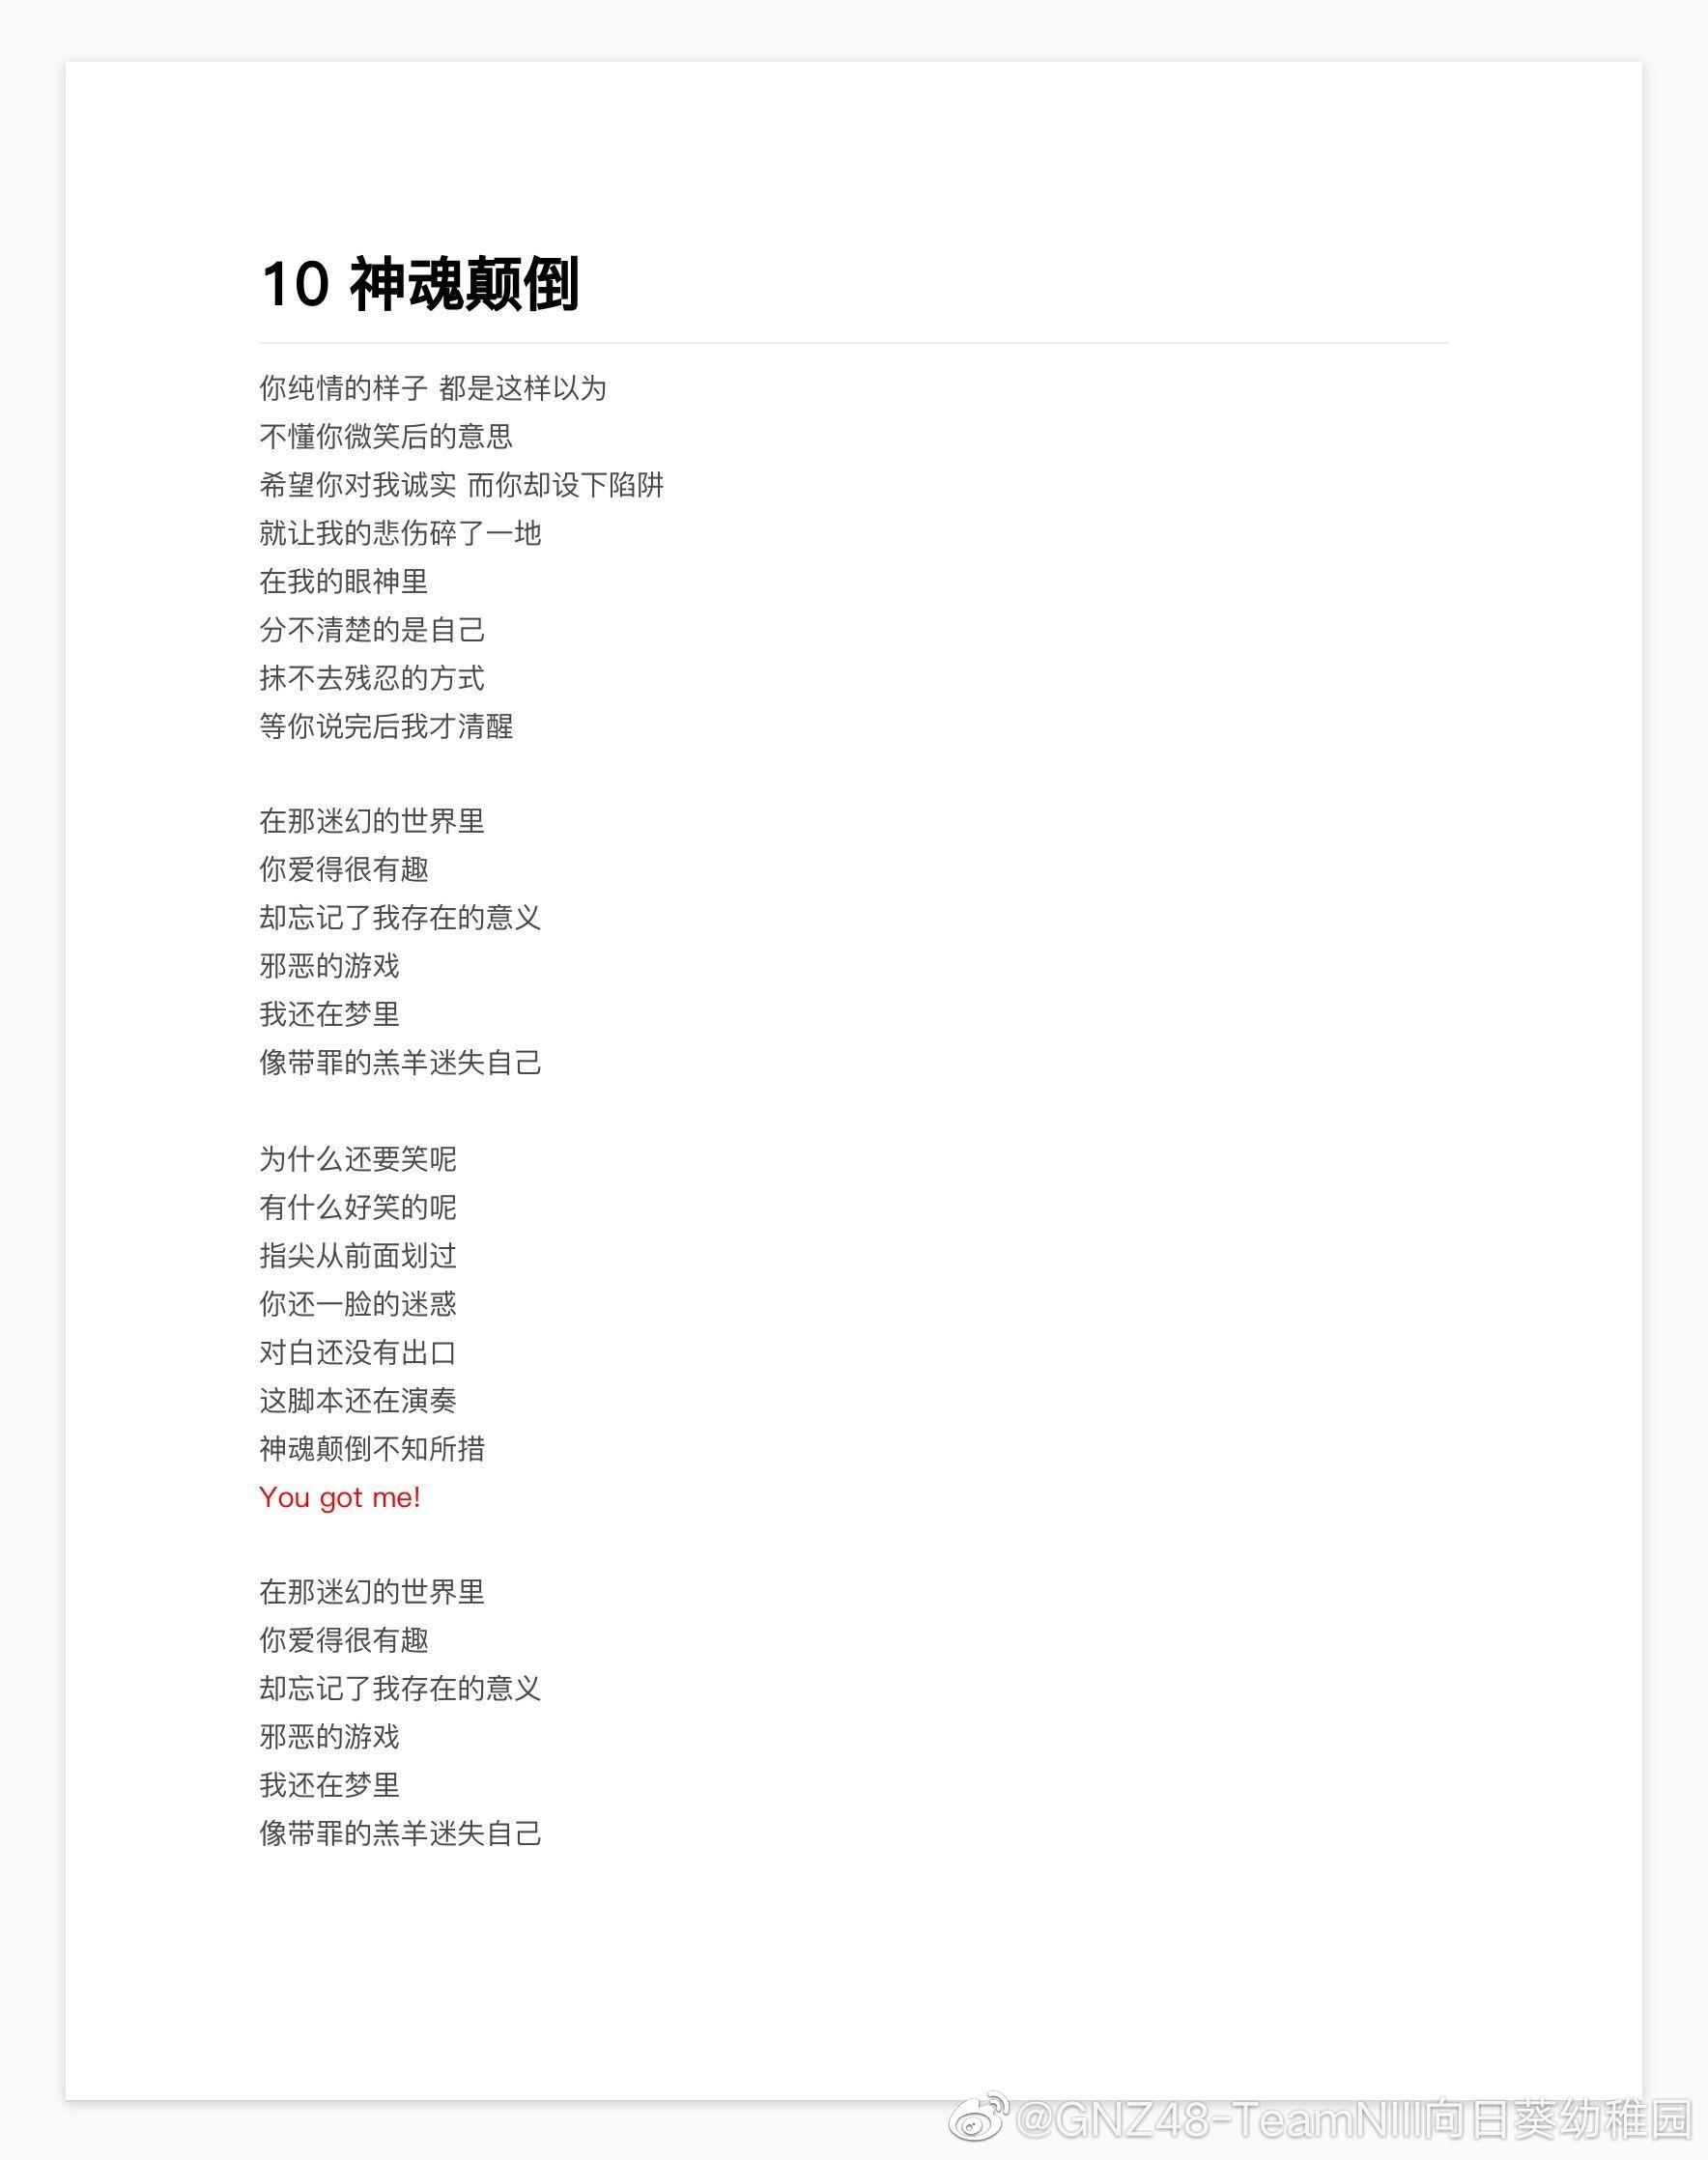 10 神魂颠倒
你纯情的样子 都是这样以为
不懂你微笑后的意思
希望你对我诚实 而你却设下陷阱
就让我的悲伤碎了一地
在我的眼神里
分不清楚的是自己
抹不去残忍的方式
等你说完后我才清醒
在那迷幻的世界里
你爱得很有趣
却忘记了我存在的意义
邪恶的游戏
我还在梦里
像带罪的羔羊迷失自己
为什么还要笑呢
有什么好笑的呢
指尖从前面划过
你还一脸的迷惑
对白还没有出口
这脚本还在演奏
神魂颠倒不知所措
You got me!
在那迷幻的世界里
你爱得很有趣
却忘记了我存在的意义
邪恶的游戏
我还在梦里
像带罪的羔羊迷失自己
@GNZ48-TeamNIII向日葵幼稚园